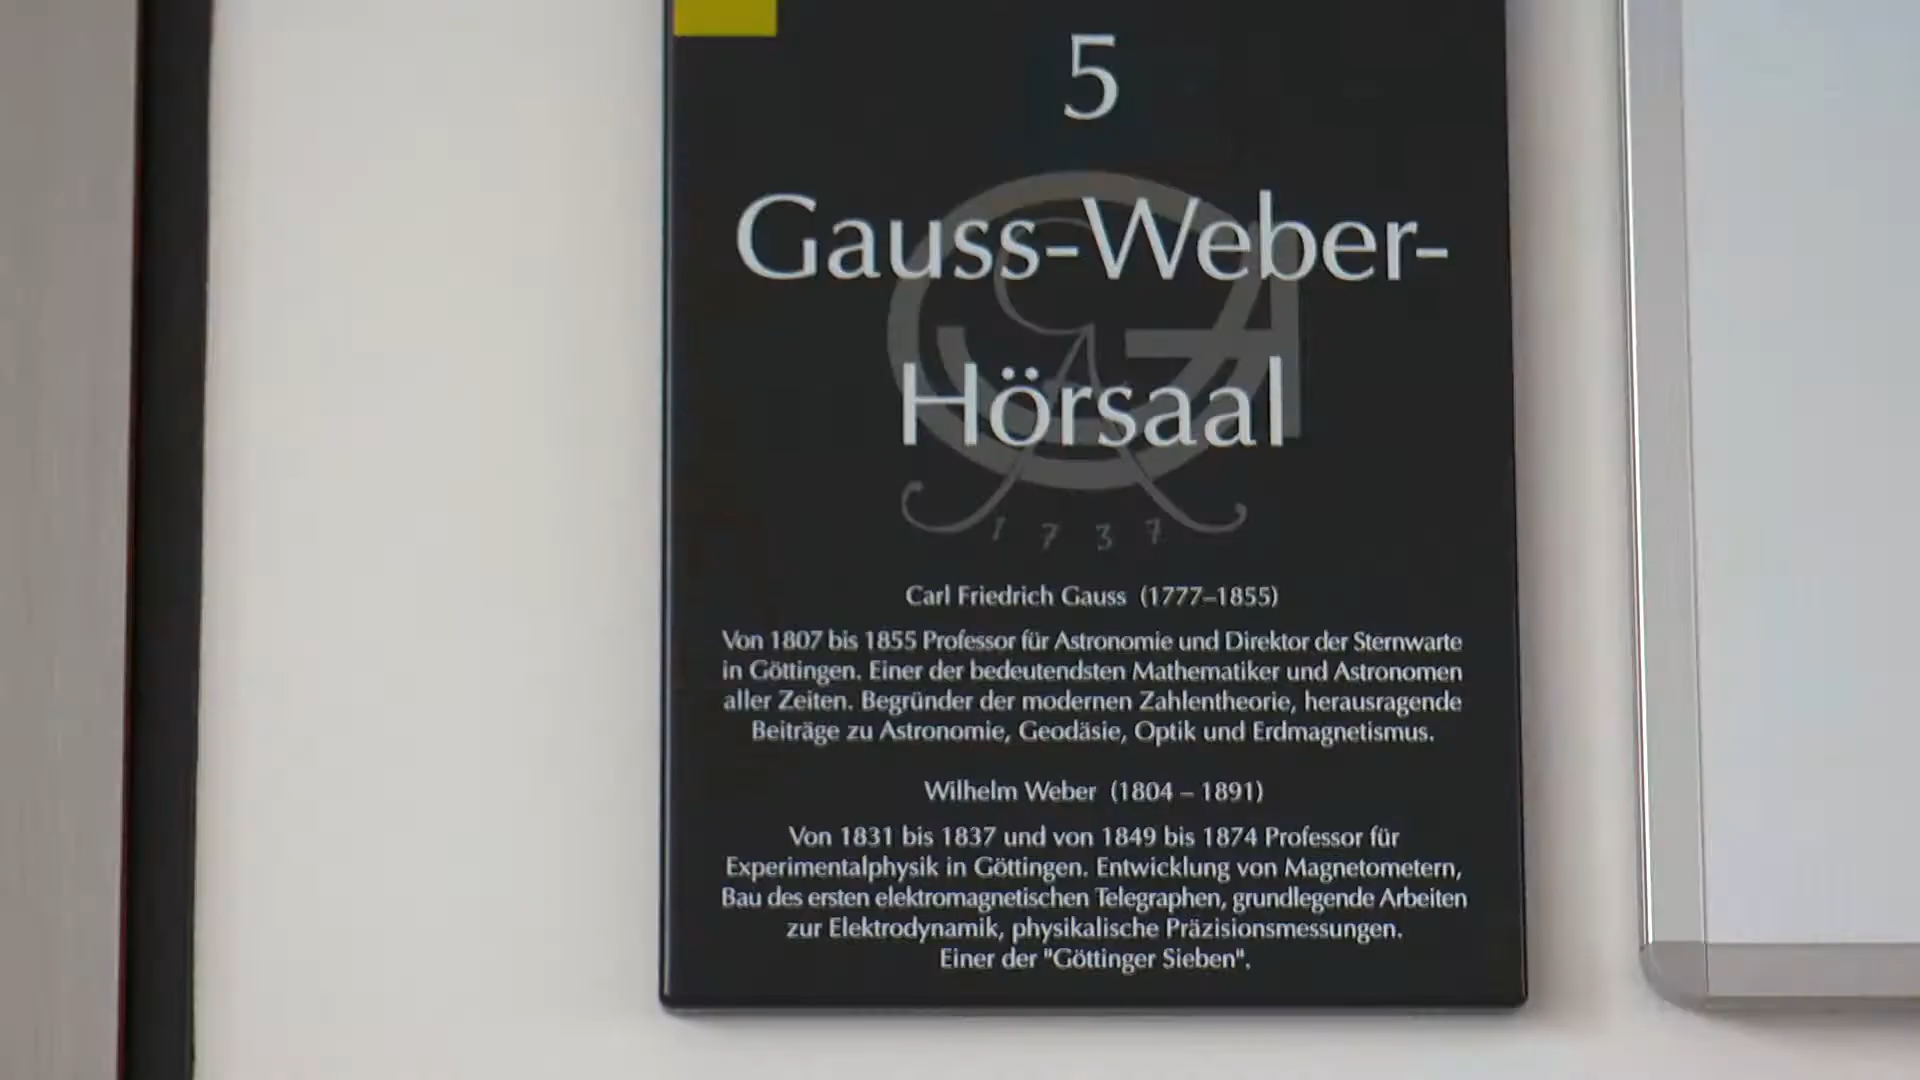 5
Gauss-Weber-
Hörsaal
1737
Carl Friedrich Gauss (1777–1855)
Von 1807 bis 1855 Professor für Astronomie und Direktor der Sternwarte
in Göttingen. Einer der bedeutendsten Mathematiker und Astronomen
aller Zeiten. Begründer der modernen Zahlentheorie, herausragende
Beiträge zu Astronomie, Geodäsie, Optik und Erdmagnetismus.
Wilhelm Weber (1804 – 1891)
Von 1831 bis 1837 und von 1849 bis 1874 Professor für
Experimentalphysik in Göttingen. Entwicklung von Magnetometern,
Bau des ersten elektromagnetischen Telegraphen, grundlegende Arbeiten
zur Elektrodynamik, physikalische Präzisionsmessungen.
Einer der "Göttinger Sieben".